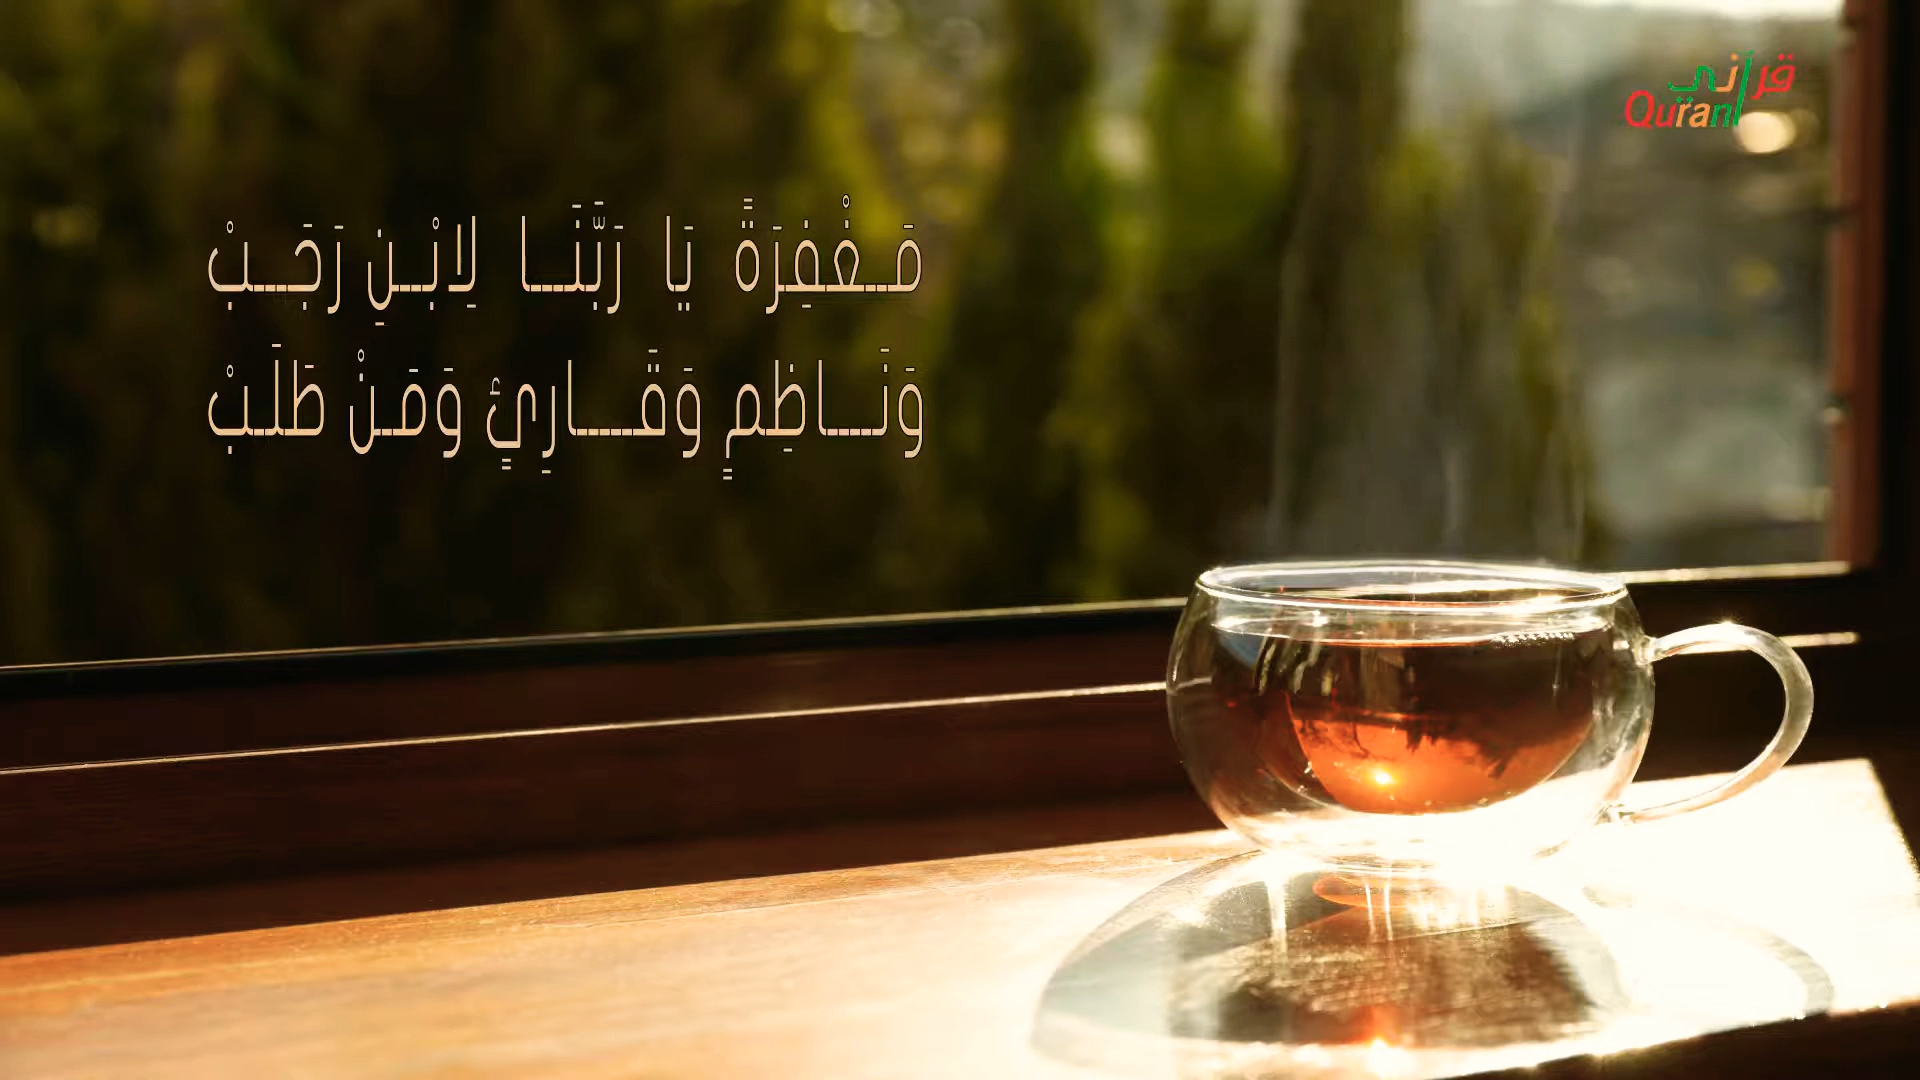 قرآني
Qurani
مَغْفِرَةً يَا رَبَّنَا لِابْنِ رَجَبْ
وَنَاظِمٍ وَقَارِئٍ وَمَنْ طَلَبْ